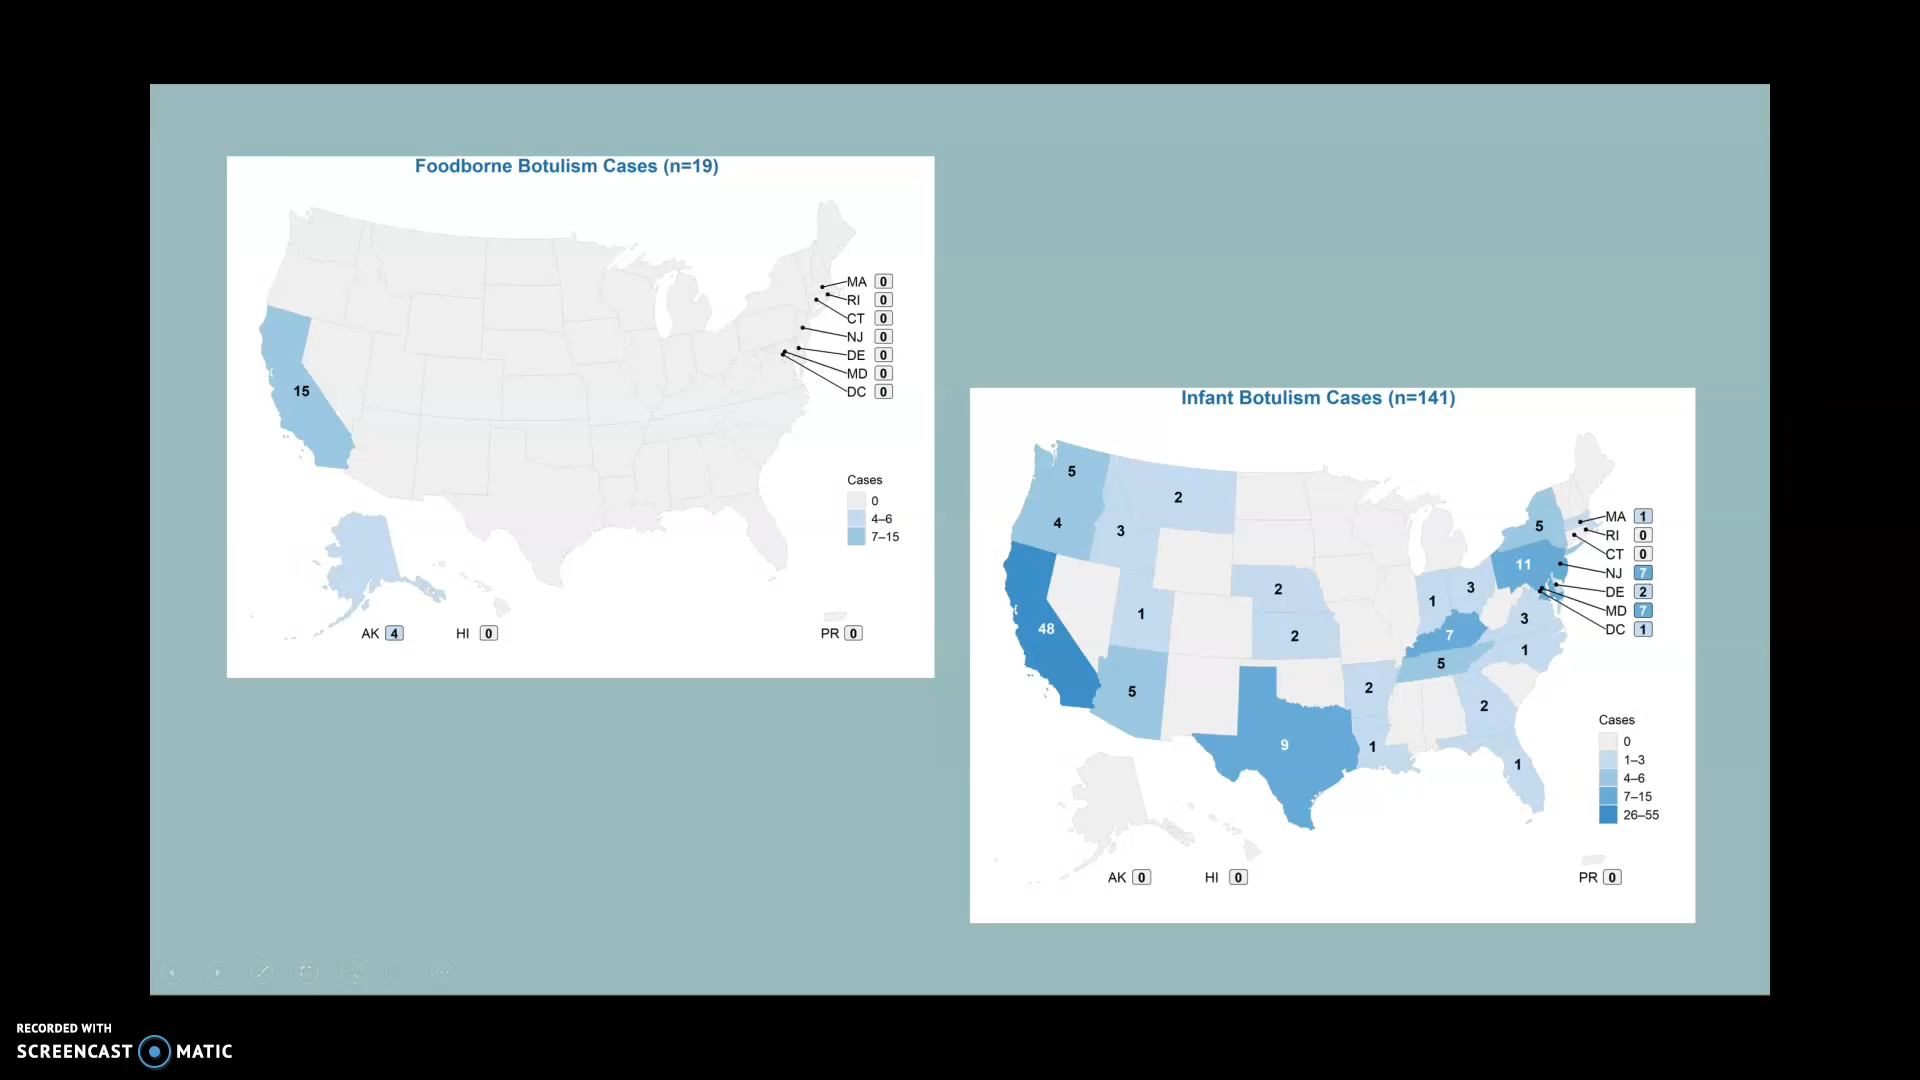 Foodborne Botulism Cases (n=19)
MA 0
RI 0
CT 0
NJ 0
DE 0
MD 0
DC 0
15
Cases
0
4–6
7–15
AK 4 HI 0 PR 0
Infant Botulism Cases (n=141)
5
2
4
3
5
MA 1
RI 0
CT 0
11
NJ 7
2
3
1
DE 2
MD 7
1
3
DC 1
48
2
7
1
5
5
2
2
9
1
1
Cases
0
1–3
4–6
7–15
26–55
AK 0 HI 0 PR 0
RECORDED WITH
SCREENCAST MATIC